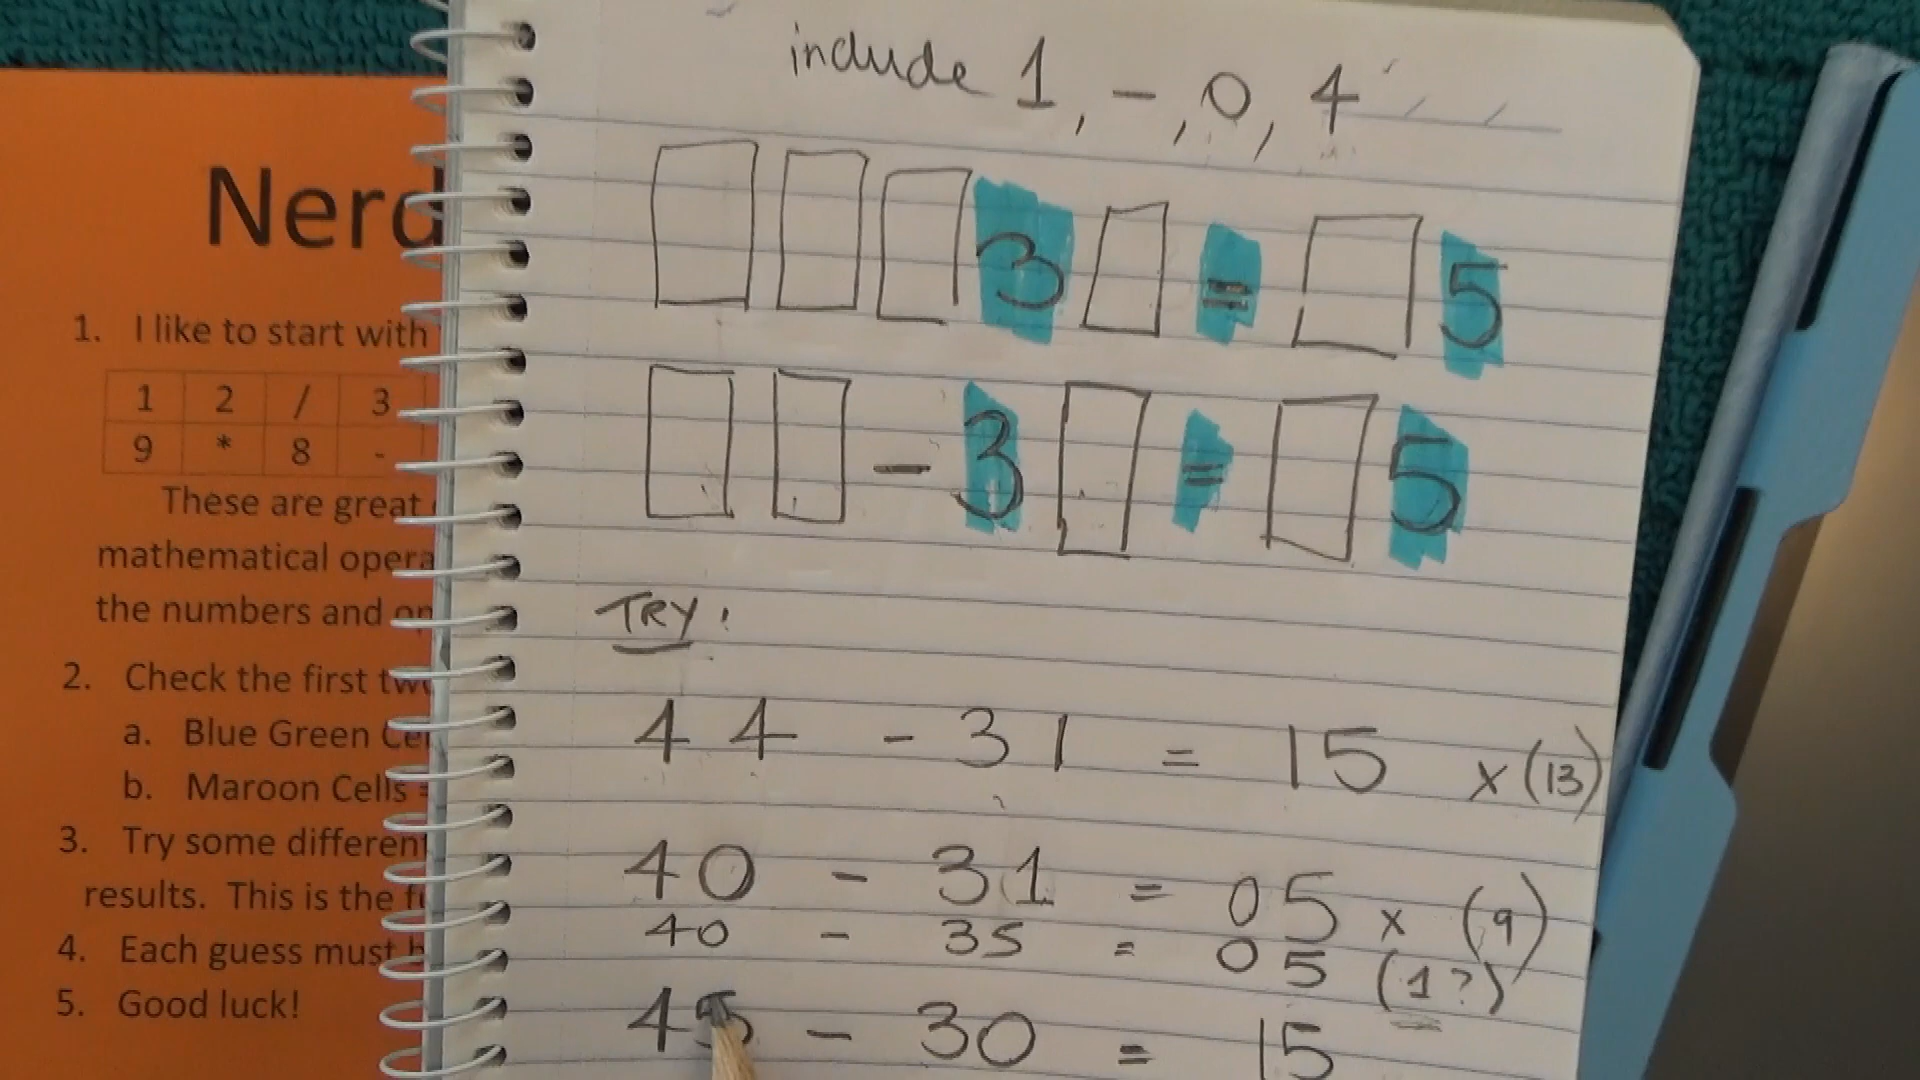 Nerd
1. I like to start with
1 2 / 3
9 * 8 -
These are great
mathematical opera
the numbers and
2. Check the first
a. Blue Green
b. Maroon Cells
3. Try some different
results. This is the
4. Each guess must
5. Good luck!
include 1, -, 0, 4
3 = 5
- 3 = 5
TRY:
44 - 31 = 15 x (13)
40 - 31 = 05 x (9)
40 - 35 = 05 (1?)
45 - 30 = 15